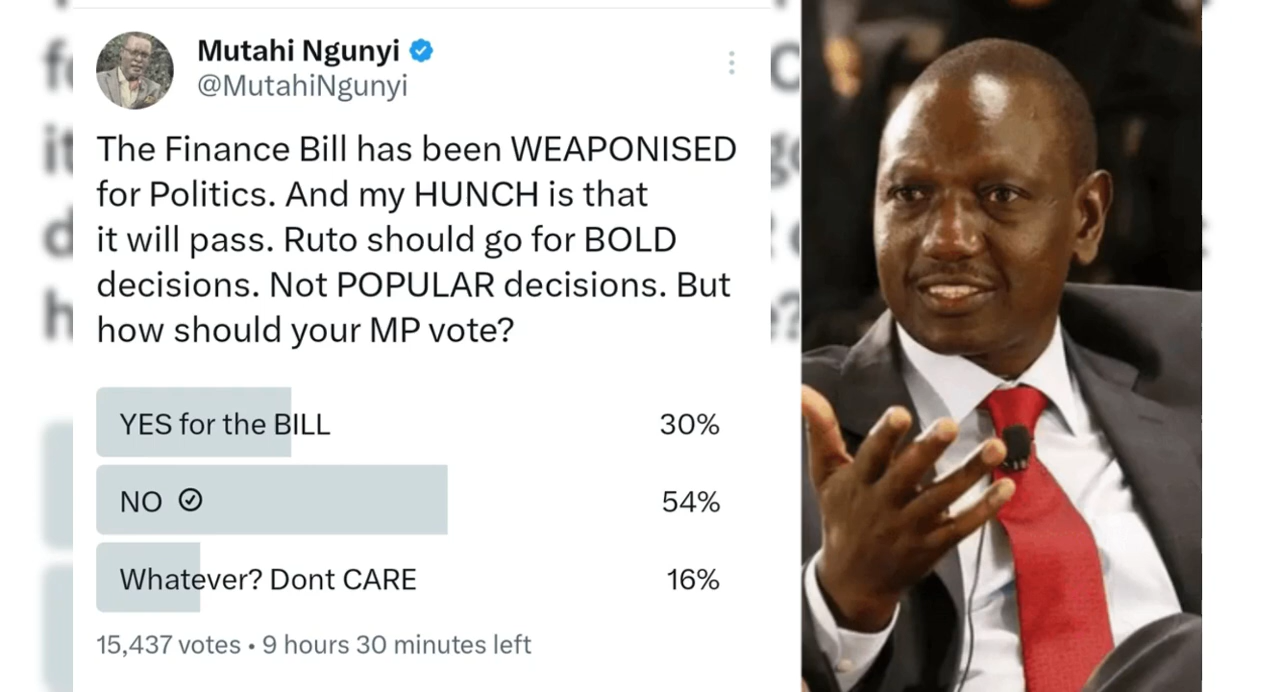 Mutahi Ngunyi
@MutahiNgunyi
The Finance Bill has been WEAPONISED
for Politics. And my HUNCH is that
it will pass. Ruto should go for BOLD
decisions. Not POPULAR decisions. But
how should your MP vote?
YES for the BILL 30%
NO 54%
Whatever? Dont CARE 16%
15,437 votes • 9 hours 30 minutes left